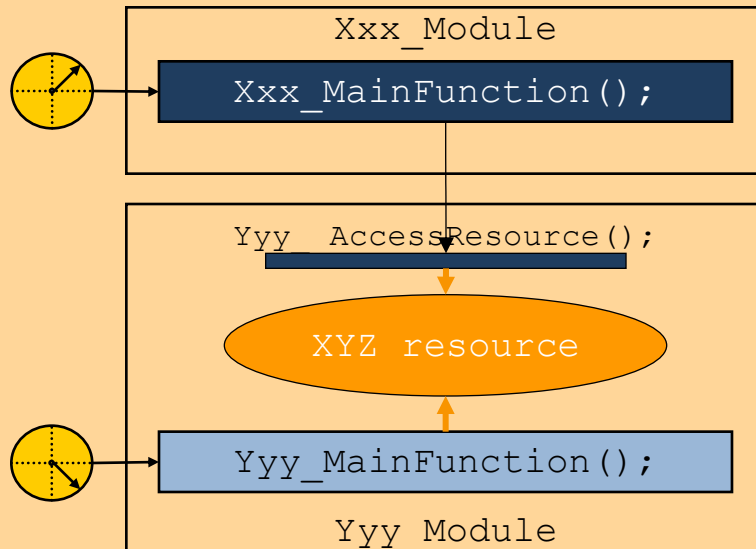 Xxx_Module
Xxx_MainFunction();
Yyy_ AccessResource();
XYZ resource
Yyy_MainFunction();
Yyy Module